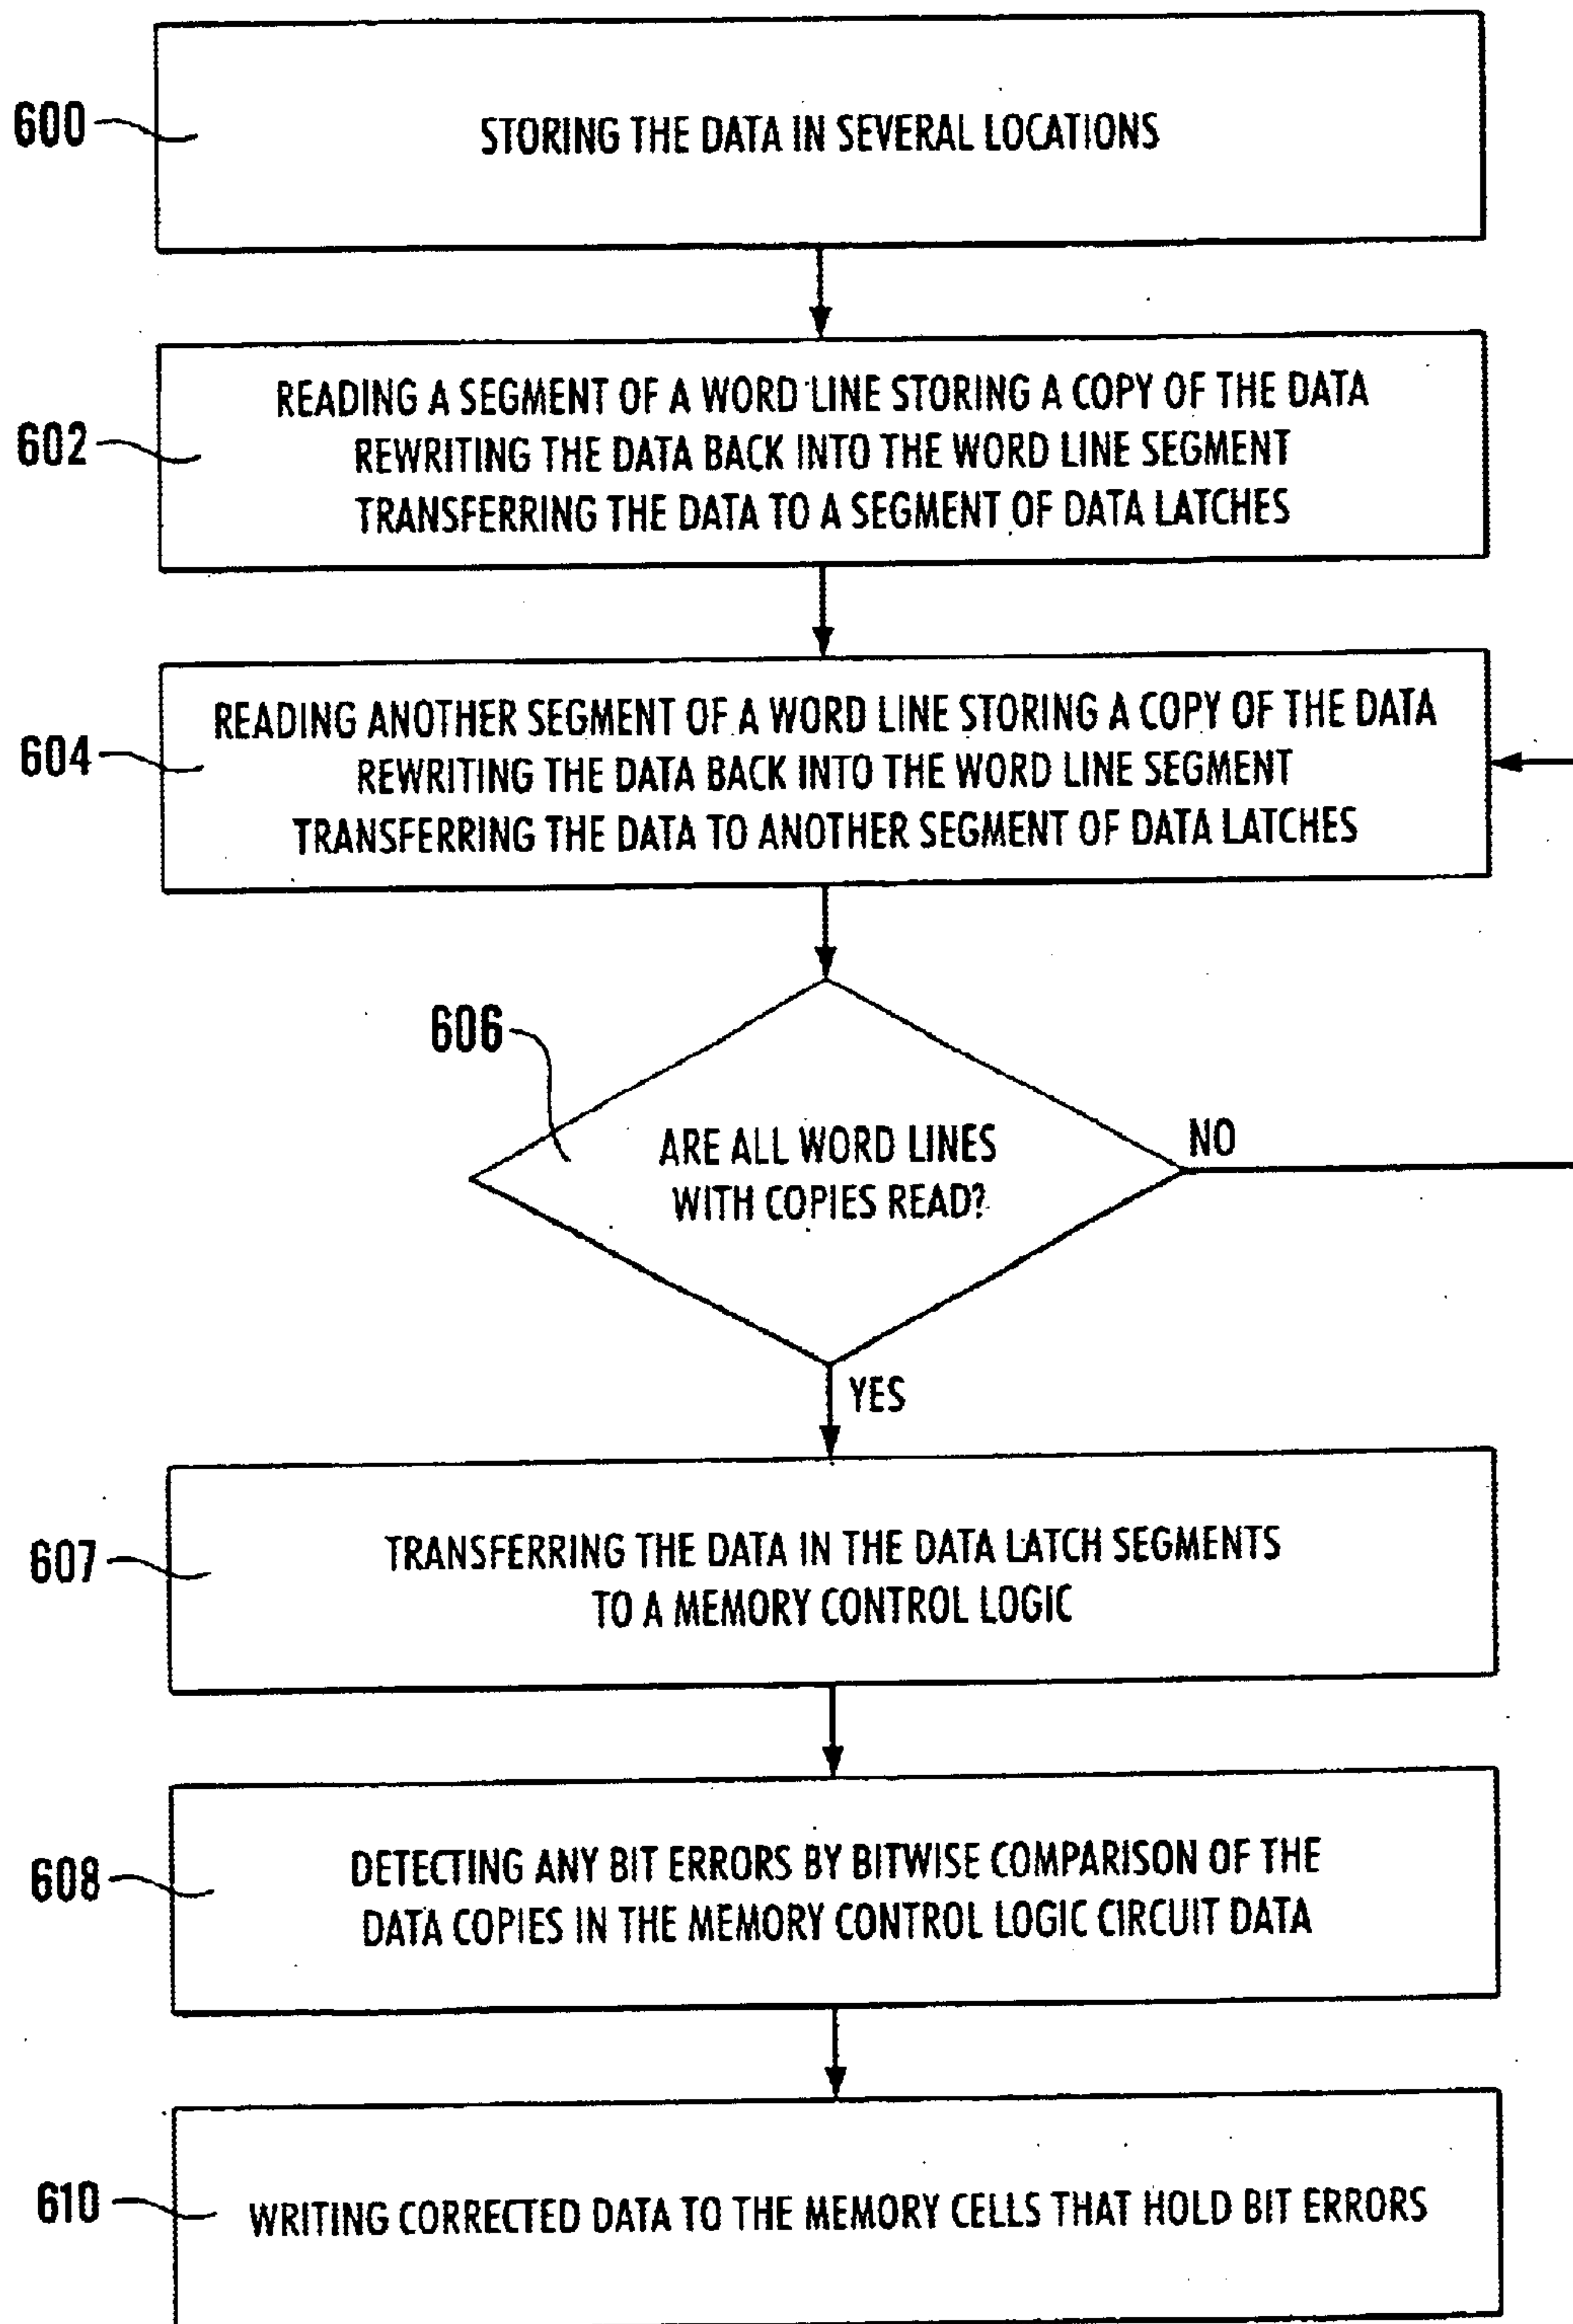 600
STORING THE DATA IN SEVERAL LOCATIONS
602
READING A SEGMENT OF A WORD LINE STORING A COPY OF THE DATA
REWRITING THE DATA BACK INTO THE WORD LINE SEGMENT
TRANSFERRING THE DATA TO A SEGMENT OF DATA LATCHES
604
READING ANOTHER SEGMENT OF A WORD LINE STORING A COPY OF THE DATA
REWRITING THE DATA BACK INTO THE WORD LINE SEGMENT
TRANSFERRING THE DATA TO ANOTHER SEGMENT OF DATA LATCHES
606
ARE ALL WORD LINES
WITH COPIES READ?
NO
YES
607
TRANSFERRING THE DATA IN THE DATA LATCH SEGMENTS
TO A MEMORY CONTROL LOGIC
608
DETECTING ANY BIT ERRORS BY BITWISE COMPARISON OF THE
DATA COPIES IN THE MEMORY CONTROL LOGIC CIRCUIT DATA
610
WRITING CORRECTED DATA TO THE MEMORY CELLS THAT HOLD BIT ERRORS